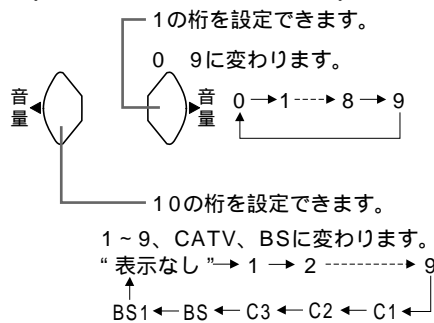 1の桁を設定できます。
0 9に変わります。
音量
音量
0 → 1 ----► 8 → 9
10の桁を設定できます。
1 ~ 9、CATV、BSに変わります。
“ 表示なし ”→ 1 → 2 ---------► 9
BS1 ← BS ← C3 ← C2 ← C1 ←